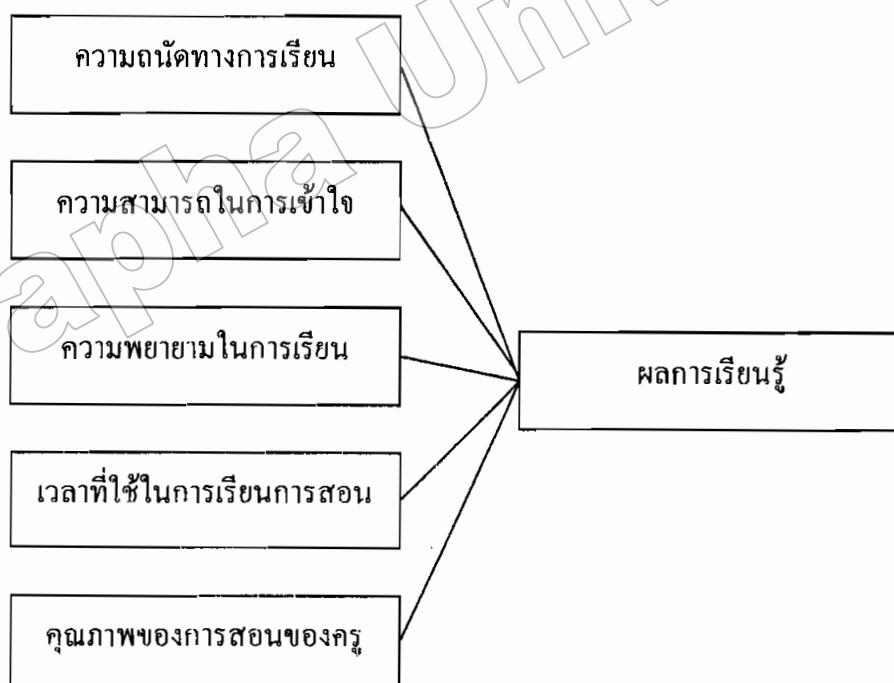 ความถนัดทางการเรียน
ความสามารถในการเข้าใจ
ความพยายามในการเรียน
ผลการเรียนรู้
เวลาที่ใช้ในการเรียนการสอน
คุณภาพของการสอนของครู